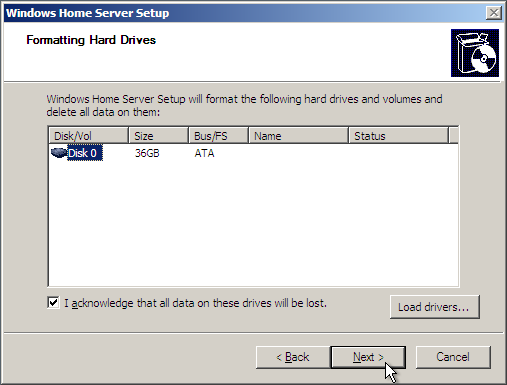 Windows Home Server Setup
Formatting Hard Drives
Windows Home Server Setup will format the following hard drives and volumes and
delete all data on them:
Disk/Vol Size Bus/FS Name Status
Disk 0 36GB ATA
I acknowledge that all data on these drives will be lost.
Load drivers...
< Back Next > Cancel